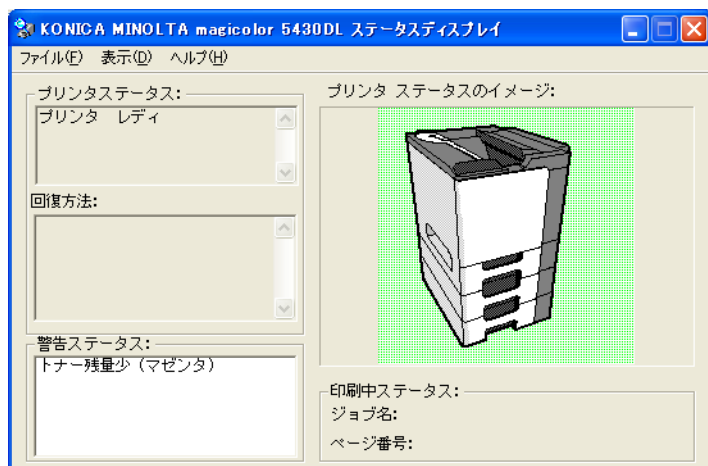 KONICA MINOLTA magicolor 5430DL ステータスディスプレイ
ファイル(F) 表示(D) ヘルプ(H)
プリンタステータス:
プリンタ レディ
回復方法:
警告ステータス:
トナー残量少（マゼンタ）
プリンタ ステータスのイメージ:
印刷中ステータス:
ジョブ名:
ページ番号: